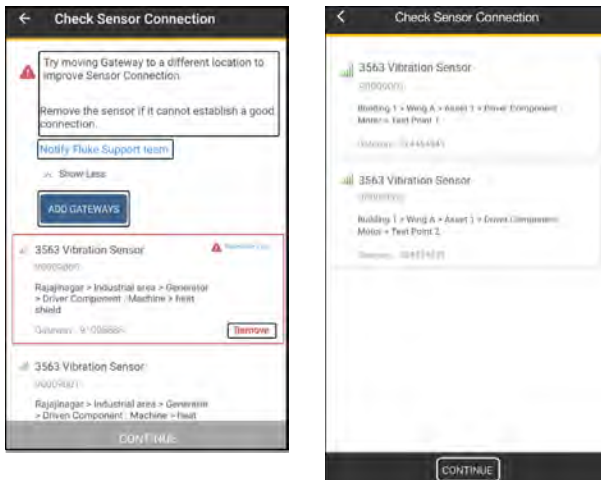 Check Sensor Connection
Try moving Gateway to a different location to
improve Sensor Connection
Remove the sensor if it cannot establish a good
connection.
Notify Fluke Support team
Show Less
ADD GATEWAYS
3563 Vibration Sensor
Rajajinagar > Industrial area > Generator
> Driver Component : Machine > heat
shield
Gateway :
Remove
3563 Vibration Sensor
Rajajinagar > Industrial area > Generator
> Driven Component : Machine > heat
CONTINUE
Check Sensor Connection
3563 Vibration Sensor
Building 1 > Wing A > Asset 1 > Driver Component :
Motor > Test Point 1
Gateway :
3563 Vibration Sensor
Building 1 > Wing A > Asset 1 > Driver Component :
Motor > Test Point 2
Gateway :
CONTINUE